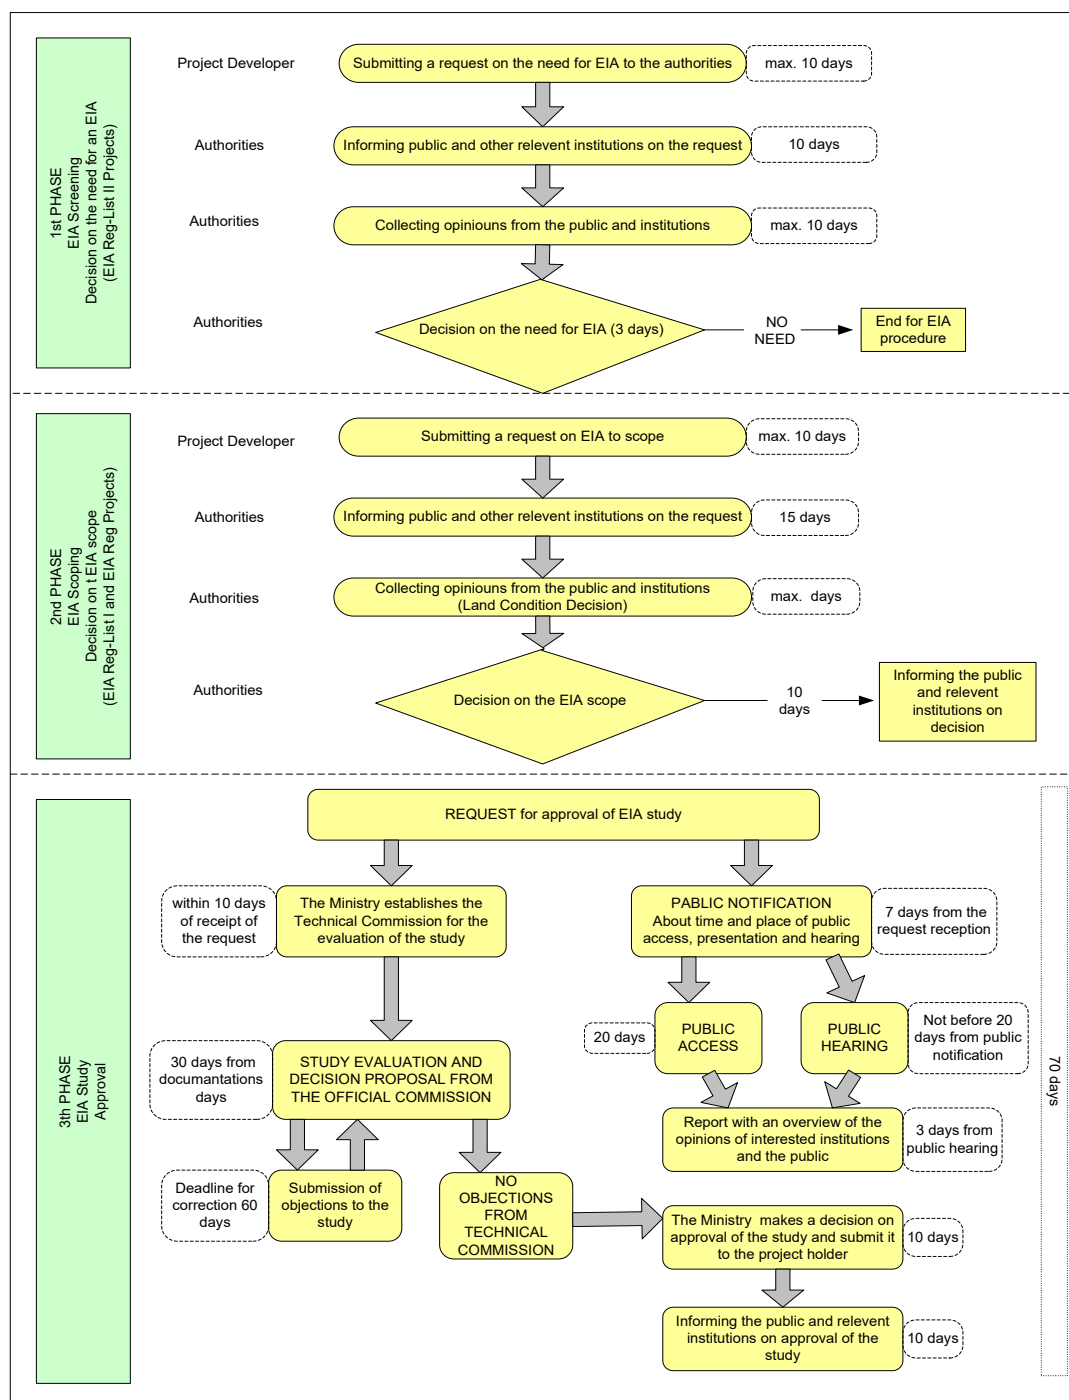 1st PHASE
EIA Screening
Decision on the need for an EIA
(EIA Reg-List II Projects)
Project Developer
Submitting a request on the need for EIA to the authorities
max. 10 days
Authorities
Informing public and other relevent institutions on the request
10 days
Authorities
Collecting opiniouns from the public and institutions
max. 10 days
Authorities
Decision on the need for EIA (3 days)
NO
NEED
End for EIA
procedure
2nd PHASE
EIA Scoping
Decision on t EIA scope
(EIA Reg-List I and EIA Reg Projects)
Project Developer
Submitting a request on EIA to scope
max. 10 days
Authorities
Informing public and other relevent institutions on the request
15 days
Authorities
Collecting opiniouns from the public and institutions
(Land Condition Decision)
max. days
Authorities
Decision on the EIA scope
10
days
Informing the public
and relevent
institutions on
decision
3th PHASE
EIA Study
Approval
REQUEST for approval of EIA study
within 10 days
of receipt of
the request
The Ministry establishes the
Technical Commission for the
evaluation of the study
PABLIC NOTIFICATION
About time and place of public
access, presentation and hearing
7 days from the
request reception
20 days
PUBLIC
ACCESS
PUBLIC
HEARING
Not before 20
days from public
notification
30 days from
documantations
days
STUDY EVALUATION AND
DECISION PROPOSAL FROM
THE OFFICIAL COMMISSION
Report with an overview of the
opinions of interested institutions
and the public
3 days from
public hearing
Deadline for
correction 60
days
Submission of
objections to the
study
NO
OBJECTIONS
FROM
TECHNICAL
COMMISSION
The Ministry makes a decision on
approval of the study and submit it
to the project holder
10 days
Informing the public and relevent
institutions on approval of the
study
10 days
70 days